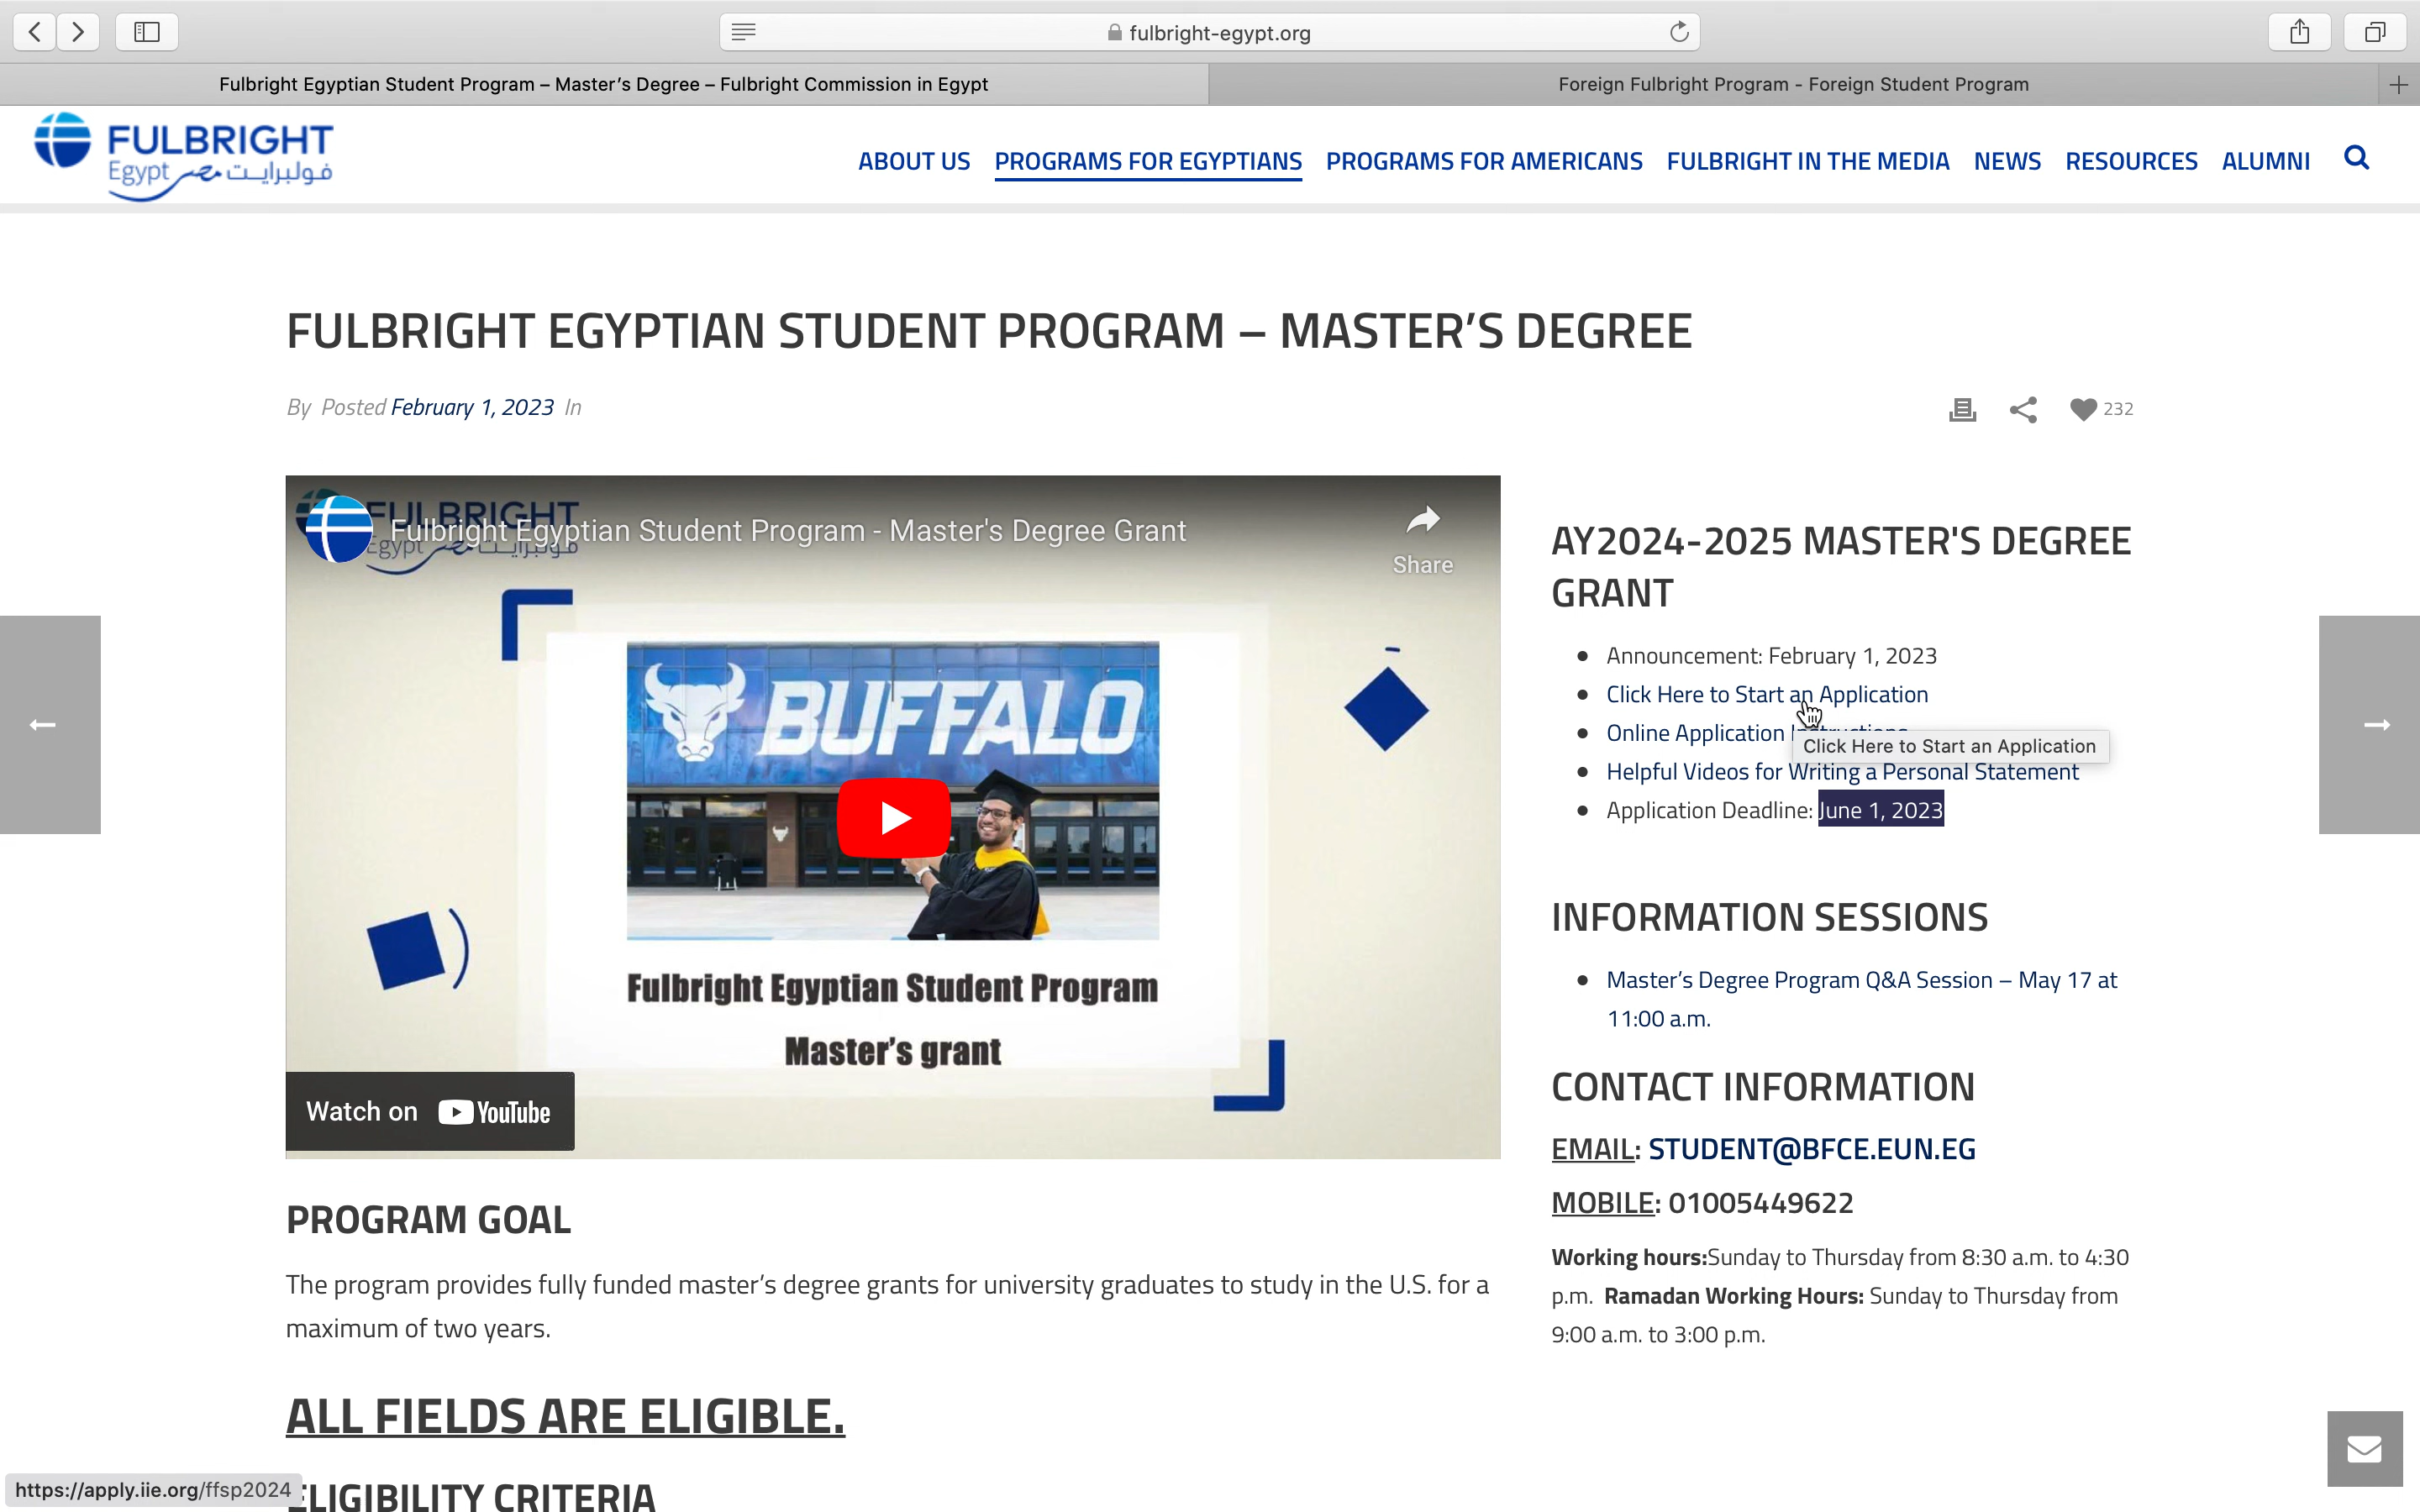 fulbright-egypt.org
Fulbright Egyptian Student Program – Master's Degree – Fulbright Commission in Egypt
Foreign Fulbright Program - Foreign Student Program
FULBRIGHT
Egypt فولبرايت مصر
ABOUT US
PROGRAMS FOR EGYPTIANS
PROGRAMS FOR AMERICANS
FULBRIGHT IN THE MEDIA
NEWS
RESOURCES
ALUMNI
FULBRIGHT EGYPTIAN STUDENT PROGRAM – MASTER'S DEGREE
By Posted February 1, 2023 In
232
FULBRIGHT
Egypt فولبرايت مصر
Fulbright Egyptian Student Program - Master's Degree Grant
Share
BUFFALO
Fulbright Egyptian Student Program
Master's grant
Watch on YouTube
PROGRAM GOAL
The program provides fully funded master's degree grants for university graduates to study in the U.S. for a
maximum of two years.
ALL FIELDS ARE ELIGIBLE.
ELIGIBILITY CRITERIA
AY2024-2025 MASTER'S DEGREE
GRANT
Announcement: February 1, 2023
Click Here to Start an Application
Online Application Instructions
Click Here to Start an Application
Helpful Videos for Writing a Personal Statement
Application Deadline: June 1, 2023
INFORMATION SESSIONS
Master's Degree Program Q&A Session – May 17 at
11:00 a.m.
CONTACT INFORMATION
EMAIL: STUDENT@BFCE.EUN.EG
MOBILE: 01005449622
Working hours:Sunday to Thursday from 8:30 a.m. to 4:30
p.m. Ramadan Working Hours: Sunday to Thursday from
9:00 a.m. to 3:00 p.m.
https://apply.iie.org/ffsp2024